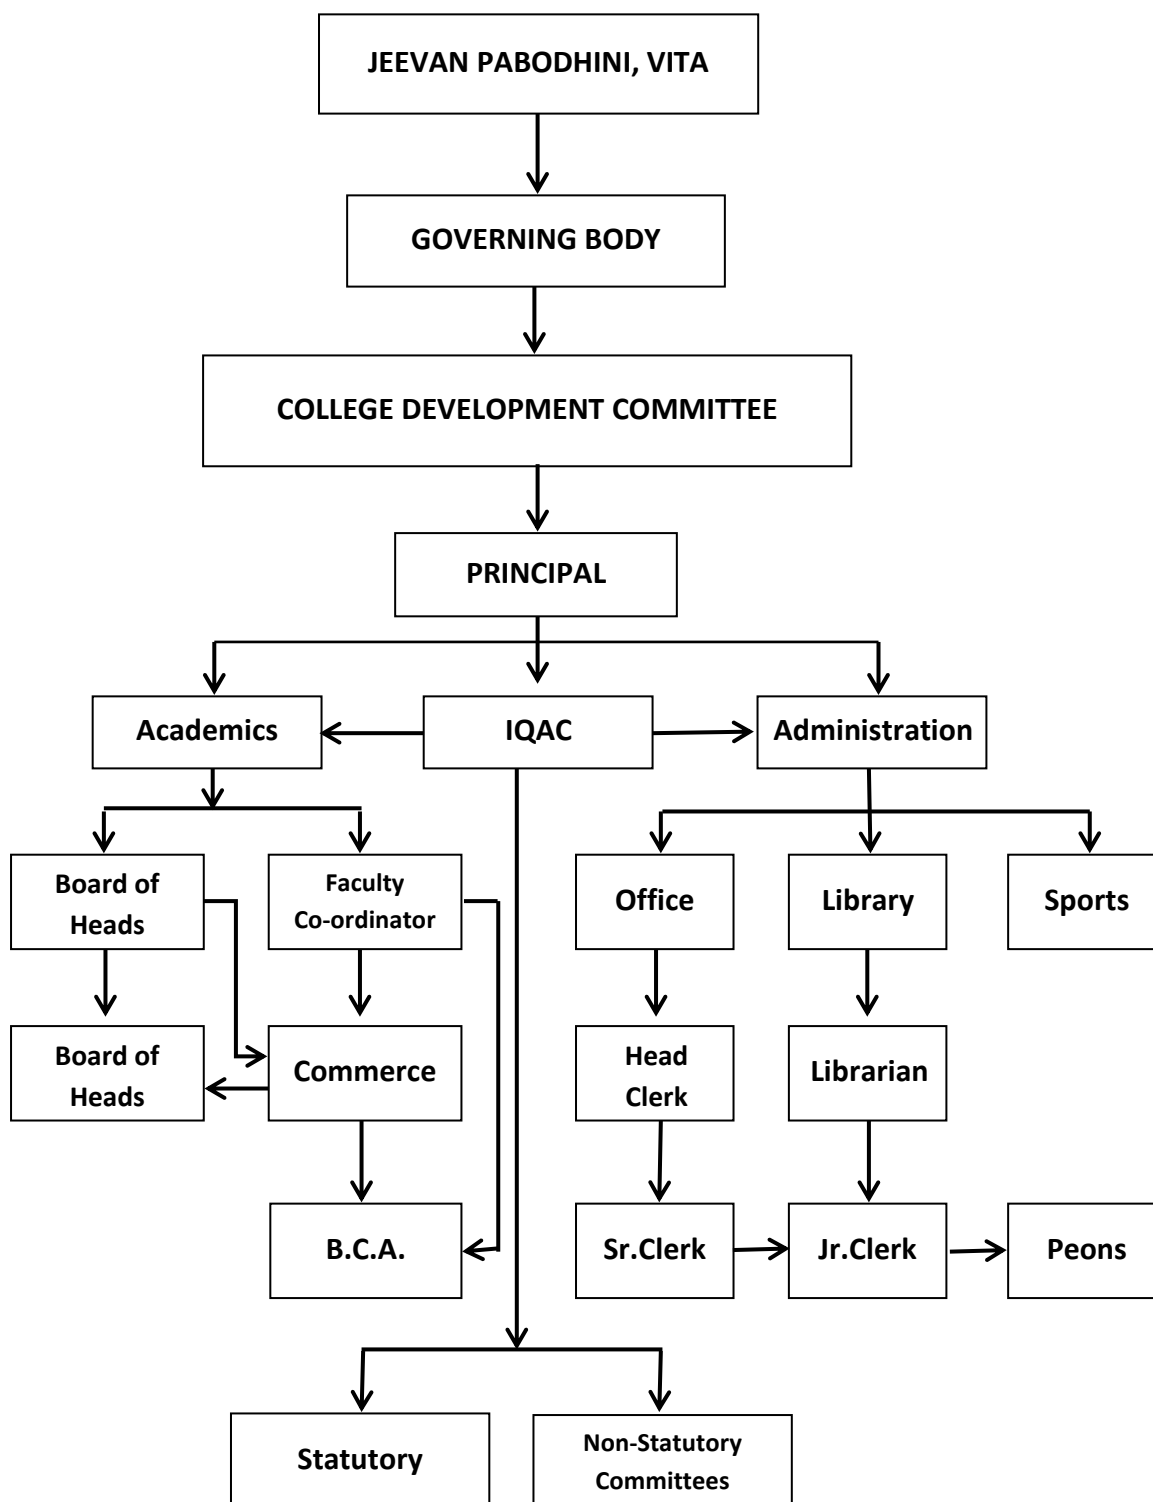 JEEVAN PABODHINI, VITA
GOVERNING BODY
COLLEGE DEVELOPMENT COMMITTEE
PRINCIPAL
Academics
IQAC
Administration
Board of
Heads
Faculty
Co-ordinator
Office
Library
Sports
Board of
Heads
Commerce
Head
Clerk
Librarian
B.C.A.
Sr.Clerk
Jr.Clerk
Peons
Statutory
Non-Statutory
Committees